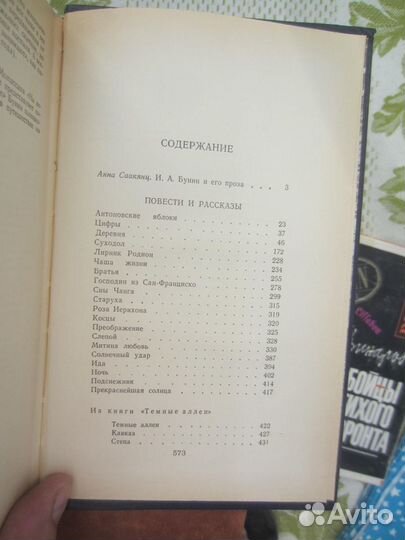 СОДЕРЖАНИЕ
Анна Саакянц. И. А. Бунин и его проза . . . 3
ПОВЕСТИ И РАССКАЗЫ
Антоновские яблоки 23
Цифры 37
Деревня 46
Суходол 172
Лирник Родион 228
Чаша жизни 234
Братья 255
Господин из Сан-Франциско 278
Сны Чанга 299
Старуха 315
Роза Иерихона 319
Косцы 320
Преображение 325
Слепой 328
Митина любовь 330
Солнечный удар 387
Ида 394
Ночь 402
Подснежник 414
Прекраснейшая солнца 417
Из книги «Темные аллеи»
Темные аллеи 422
Кавказ 427
Степа 431
573
БОЙЦЫ
ТИХОГО
ФРОНТА
Avito